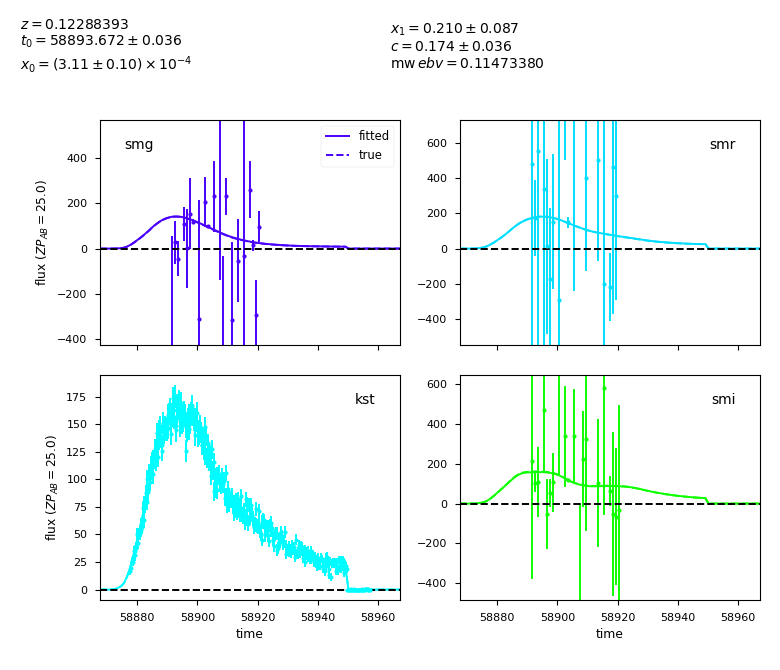 z = 0.12288393
t₀ = 58893.672 ± 0.036
x₀ = (3.11 ± 0.10) × 10⁻⁴
x₁ = 0.210 ± 0.087
c = 0.174 ± 0.036
mw ebv = 0.11473380
smg
fitted
true
400
200
0
−200
−400
flux (ZP_AB = 25.0)
smr
600
400
200
0
−200
−400
kst
175
150
125
100
75
50
25
0
flux (ZP_AB = 25.0)
58880 58900 58920 58940 58960
time
smi
600
400
200
0
−200
−400
58880 58900 58920 58940 58960
time